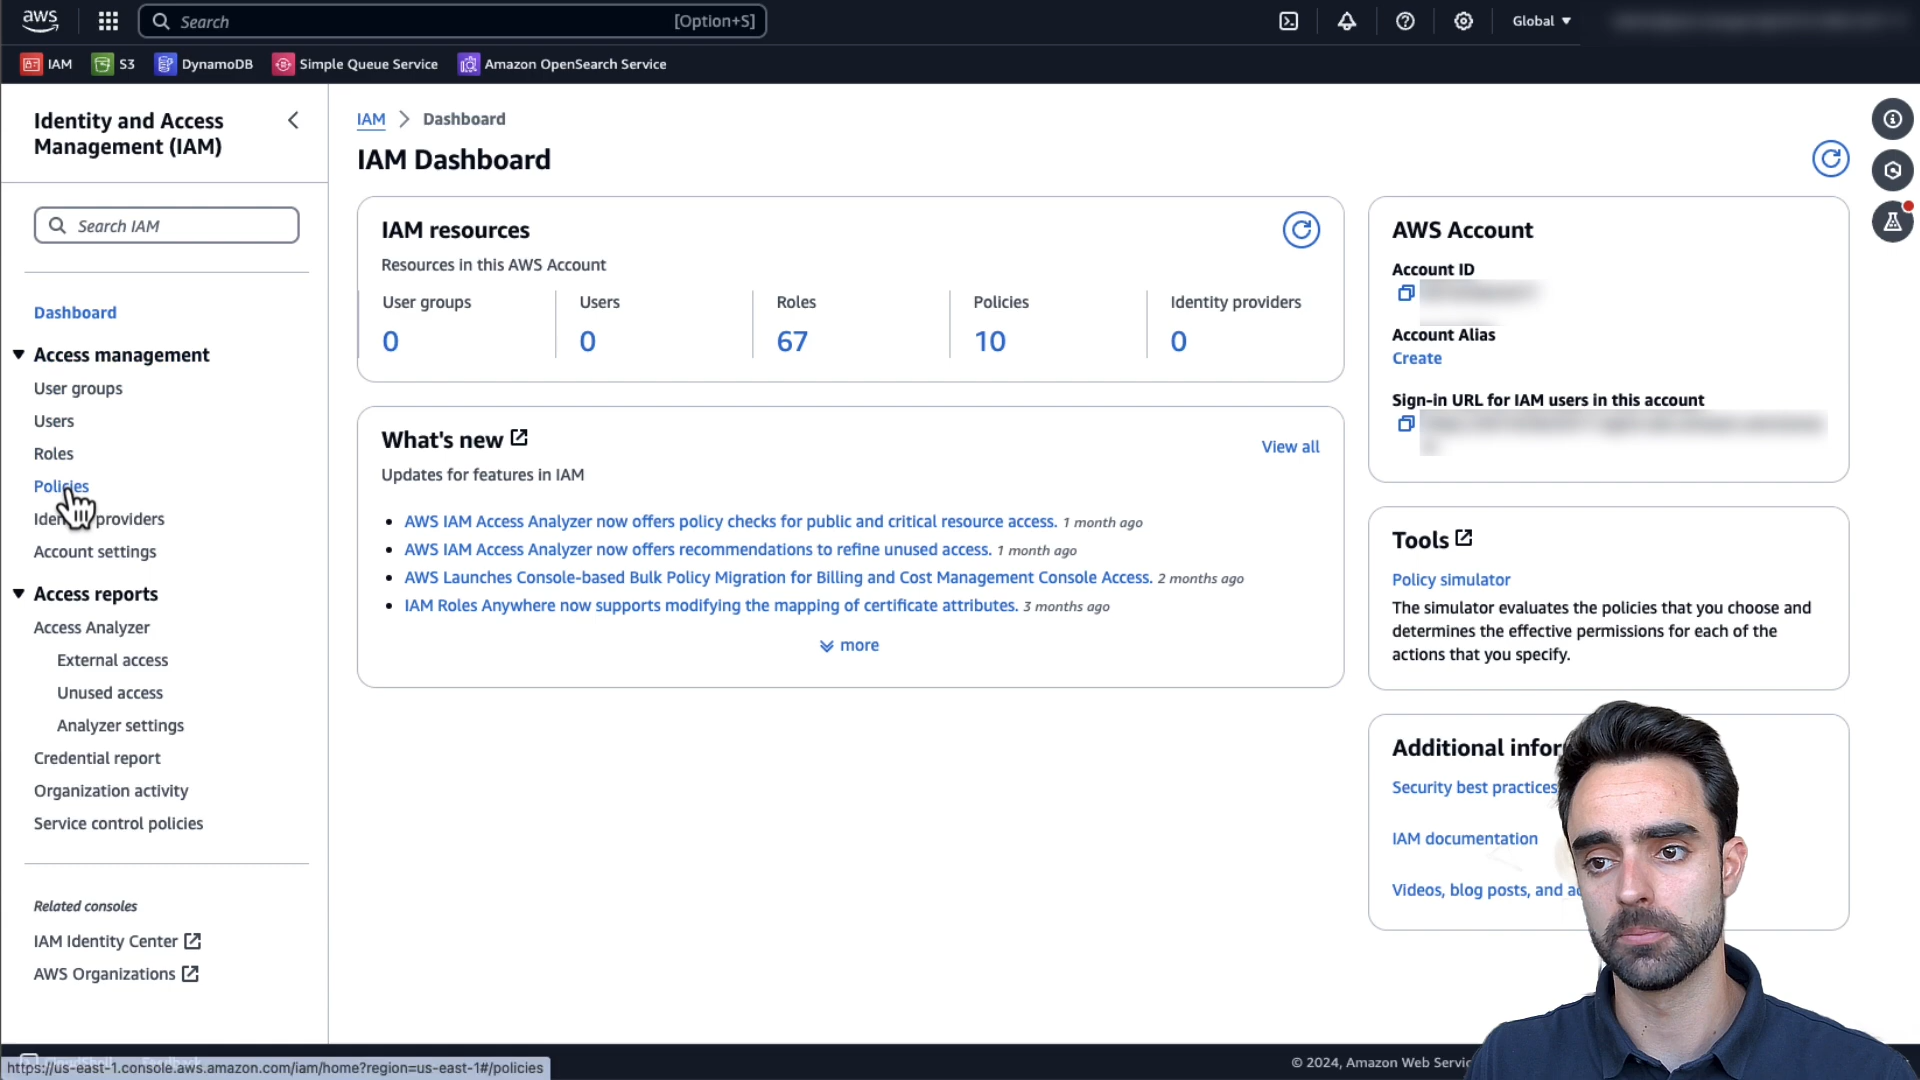 aws
Search [Option+S]
Global
IAM
S3
DynamoDB
Simple Queue Service
Amazon OpenSearch Service
Identity and Access
Management (IAM)
Search IAM
Dashboard
Access management
User groups
Users
Roles
Policies
providers
Account settings
Access reports
Access Analyzer
External access
Unused access
Analyzer settings
Credential report
Organization activity
Service control policies
Related consoles
IAM Identity Center
AWS Organizations
IAM > Dashboard
IAM Dashboard
IAM resources
Resources in this AWS Account
User groups
0
Users
0
Roles
67
Policies
10
Identity providers
0
What's new
View all
Updates for features in IAM
• AWS IAM Access Analyzer now offers policy checks for public and critical resource access. 1 month ago
• AWS IAM Access Analyzer now offers recommendations to refine unused access. 1 month ago
• AWS Launches Console-based Bulk Policy Migration for Billing and Cost Management Console Access. 2 months ago
• IAM Roles Anywhere now supports modifying the mapping of certificate attributes. 3 months ago
more
AWS Account
Account ID
Account Alias
Create
Sign-in URL for IAM users in this account
Tools
Policy simulator
The simulator evaluates the policies that you choose and
determines the effective permissions for each of the
actions that you specify.
Additional
Security best practices
IAM documentation
Videos, blog posts, and
https://us-east-1.console.aws.amazon.com/iam/home?region=us-east-1#/policies
© 2024, Amazon Web